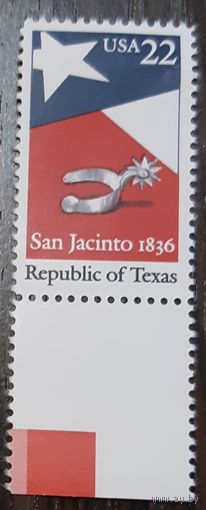 USA 22
San Jacinto 1836
Republic of Texas